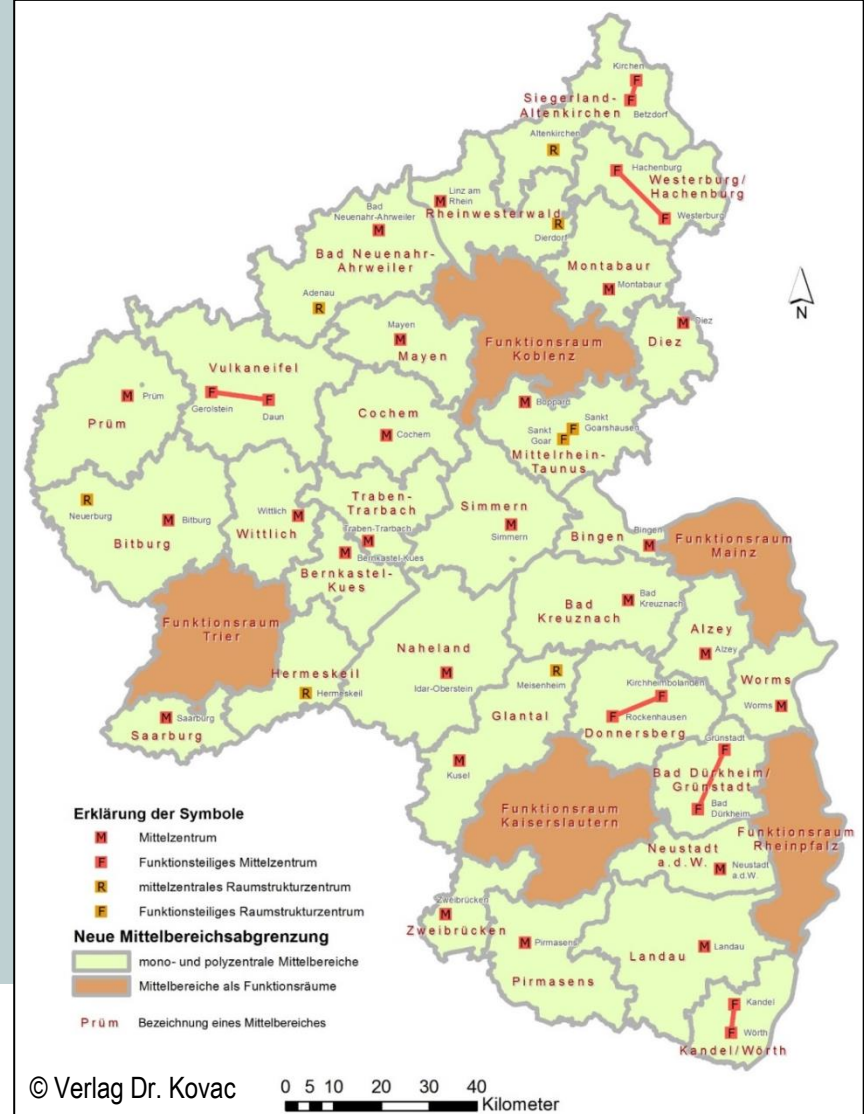 Kirchen
Siegerland-
Altenkirchen
Betzdorf
Altenkirchen
Hachenburg
Westerburg/
Hachenburg
Westerburg
Linz am
Rhein
Rheinwesterwald
Dierdorf
Bad
Neuenahr-Ahrweiler
Bad Neuenahr-
Ahrweiler
Adenau
Montabaur
Montabaur
N
Mayen
Mayen
Funktionsraum
Koblenz
Diez
Diez
Vulkaneifel
Gerolstein
Daun
Prüm
Prüm
Cochem
Cochem
Boppard
Sankt
Goar
Sankt
Goarshausen
Mittelrhein-
Taunus
Neuerburg
Bitburg
Bitburg
Wittlich
Wittlich
Traben-
Trarbach
Traben-Trarbach
Bernkastel-Kues
Bernkastel-
Kues
Simmern
Simmern
Bingen
Bingen
Funktionsraum
Mainz
Funktionsraum
Trier
Bad
Kreuznach
Bad
Kreuznach
Alzey
Alzey
Hermeskeil
Hermeskeil
Naheland
Idar-Oberstein
Meisenheim
Glantal
Kirchheimbolanden
Rockenhausen
Donnersberg
Worms
Worms
Saarburg
Saarburg
Kusel
Funktionsraum
Kaiserslautern
Grünstadt
Bad Dürkheim/
Grünstadt
Bad
Dürkheim
Funktionsraum
Rheinpfalz
Neustadt
a.d.W.
Neustadt
a.d.W.
Zweibrücken
Zweibrücken
Pirmasens
Pirmasens
Landau
Landau
Kandel
Wörth
Kandel/Wörth
Erklärung der Symbole
M Mittelzentrum
F Funktionsteiliges Mittelzentrum
R mittelzentrales Raumstrukturzentrum
F Funktionsteiliges Raumstrukturzentrum
Neue Mittelbereichsabgrenzung
mono- und polyzentrale Mittelbereiche
Mittelbereiche als Funktionsräume
Prüm Bezeichnung eines Mittelbereiches
© Verlag Dr. Kovac
0 5 10 20 30 40
Kilometer